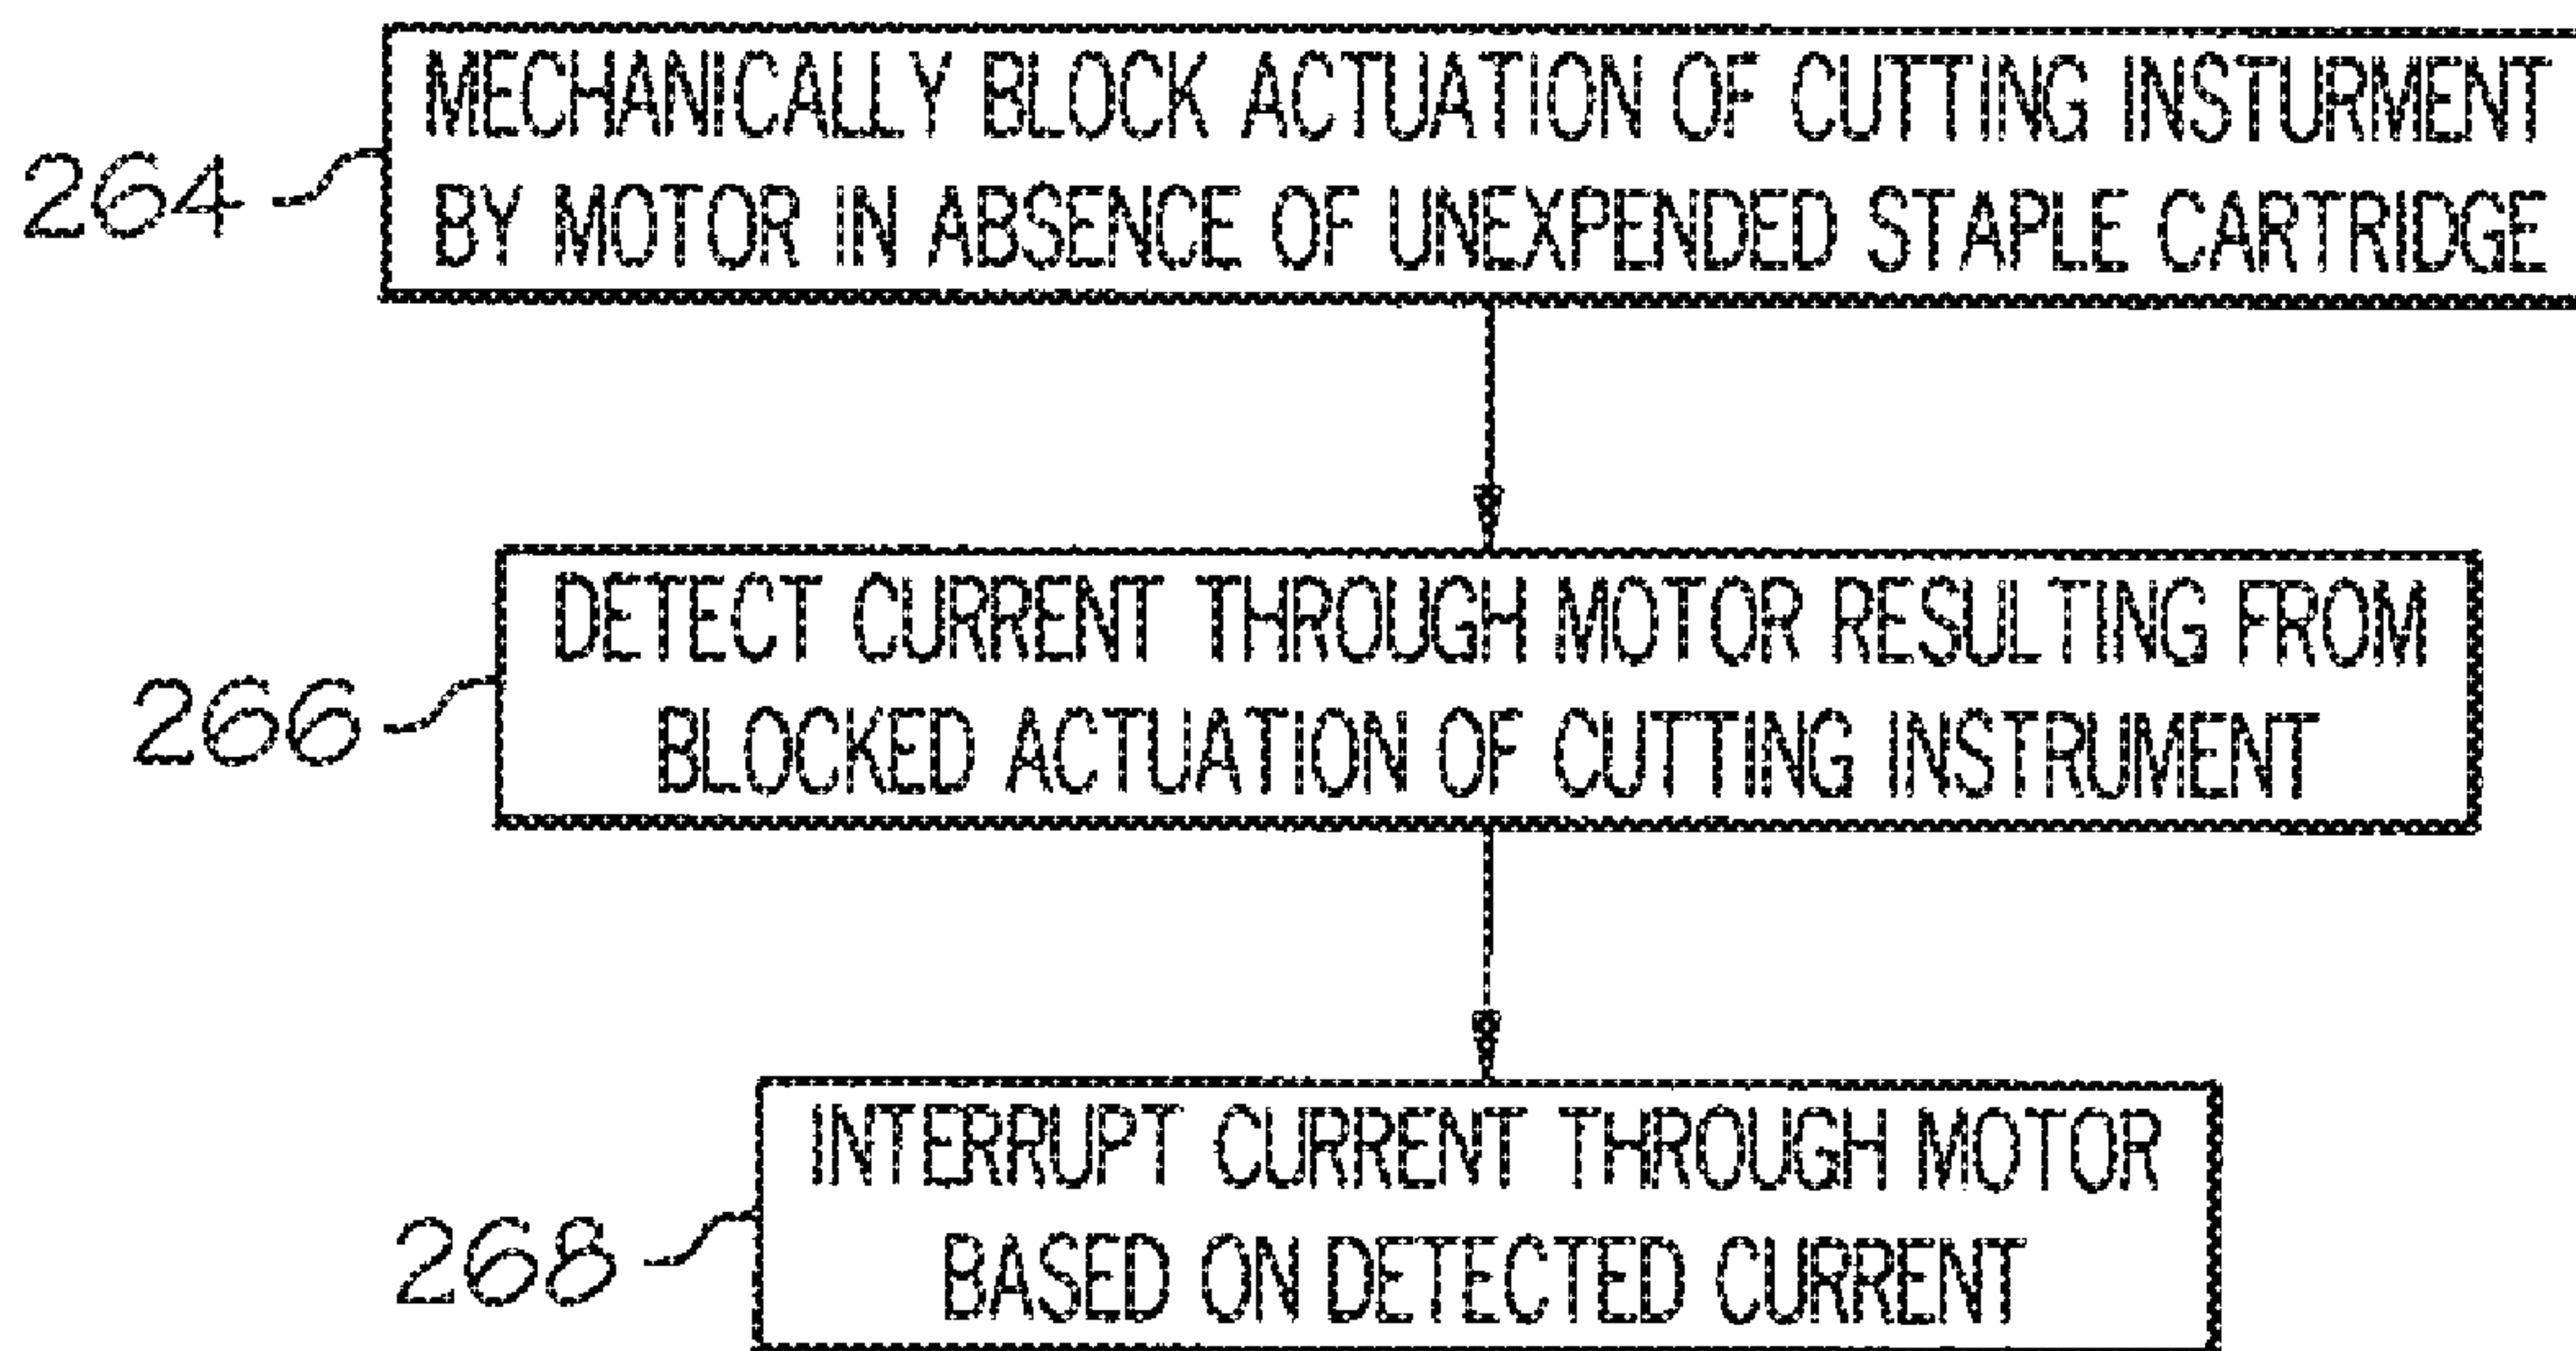 264
MECHANICALLY BLOCK ACTUATION OF CUTTING INSTURMENT
BY MOTOR IN ABSENCE OF UNEXPENDED STAPLE CARTRIDGE
266
DETECT CURRENT THROUGH MOTOR RESULTING FROM
BLOCKED ACTUATION OF CUTTING INSTRUMENT
268
INTERRUPT CURRENT THROUGH MOTOR
BASED ON DETECTED CURRENT